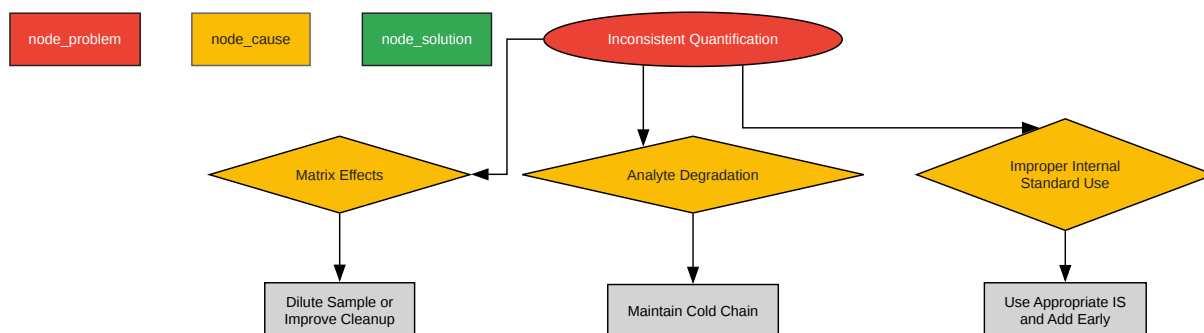 node_problem
node_cause
node_solution
Inconsistent Quantification
Matrix Effects
Analyte Degradation
Improper Internal
Standard Use
Dilute Sample or
Improve Cleanup
Maintain Cold Chain
Use Appropriate IS
and Add Early